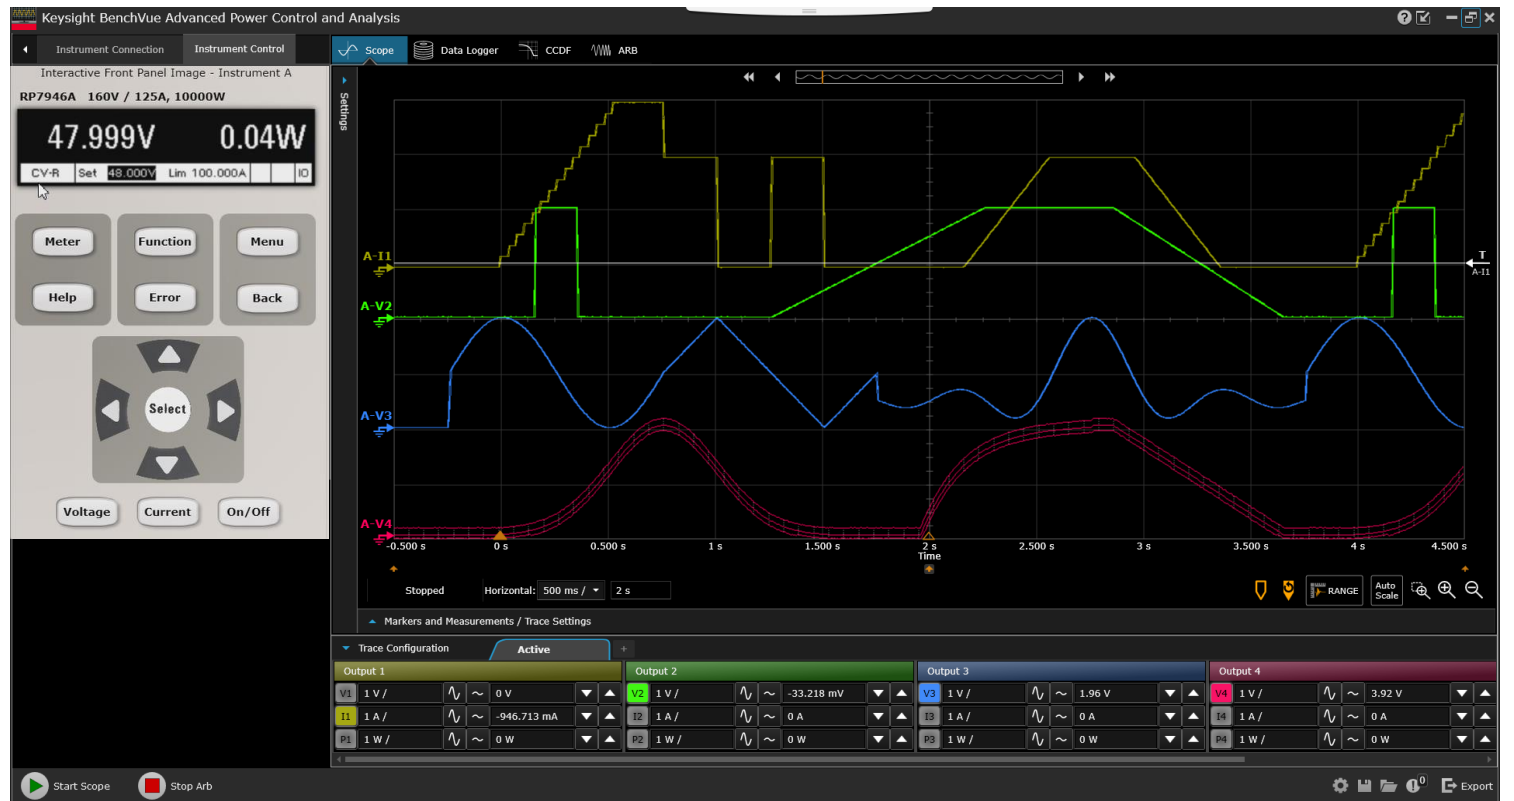 Keysight BenchVue Advanced Power Control and Analysis
Instrument Connection
Instrument Control
Scope
Data Logger
CCDF
ARB
Interactive Front Panel Image - Instrument A
RP7946A 160V / 125A, 10000W
47.999V 0.04W
CV-R Set 48.000V Lim 100.000A IO
Meter Function Menu
Help Error Back
Select
Voltage Current On/Off
Settings
A-I1
A-V2
A-V3
A-V4
T
A-I1
-0.500 s 0 s 0.500 s 1 s 1.500 s 2 s 2.500 s 3 s 3.500 s 4 s 4.500 s
Time
Stopped Horizontal: 500 ms / 2 s
RANGE
Auto
Scale
Markers and Measurements / Trace Settings
Trace Configuration Active +
Output 1 Output 2 Output 3 Output 4
V1 1 V / 0 V V2 1 V / -33.218 mV V3 1 V / 1.96 V V4 1 V / 3.92 V
I1 1 A / -946.713 mA I2 1 A / 0 A I3 1 A / 0 A I4 1 A / 0 A
P1 1 W / 0 W P2 1 W / 0 W P3 1 W / 0 W P4 1 W / 0 W
Start Scope Stop Arb 0 Export